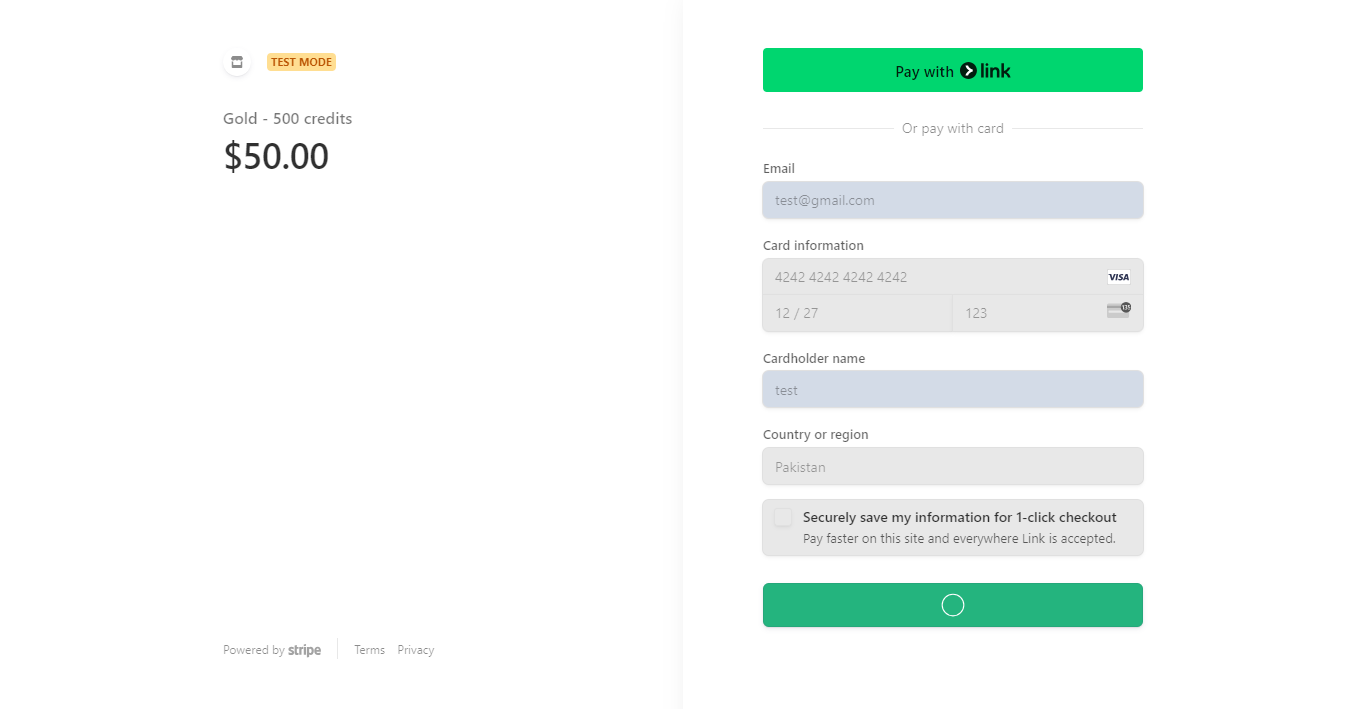 TEST MODE
Gold - 500 credits
$50.00
Powered by stripe
Terms Privacy
Pay with link
Or pay with card
Email
test@gmail.com
Card information
4242 4242 4242 4242
VISA
12 / 27
123
Cardholder name
test
Country or region
Pakistan
Securely save my information for 1-click checkout
Pay faster on this site and everywhere Link is accepted.